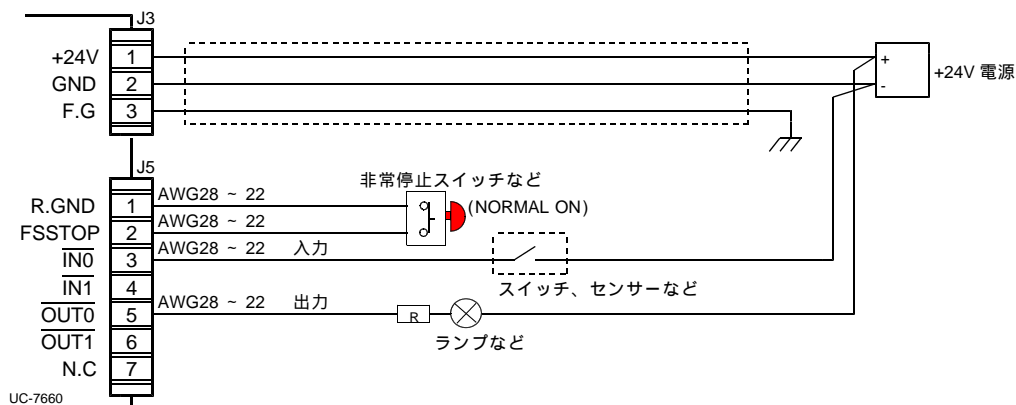 J3
+24V 1
GND 2
F.G 3
+
-
+24V 電源
J5
非常停止スイッチなど
(NORMAL ON)
R.GND 1 AWG28 ~ 22
FSSTOP 2 AWG28 ~ 22
IN0 3 AWG28 ~ 22 入力
スイッチ、センサーなど
IN1 4
OUT0 5 AWG28 ~ 22 出力
R
ランプなど
OUT1 6
N.C 7
UC-7660